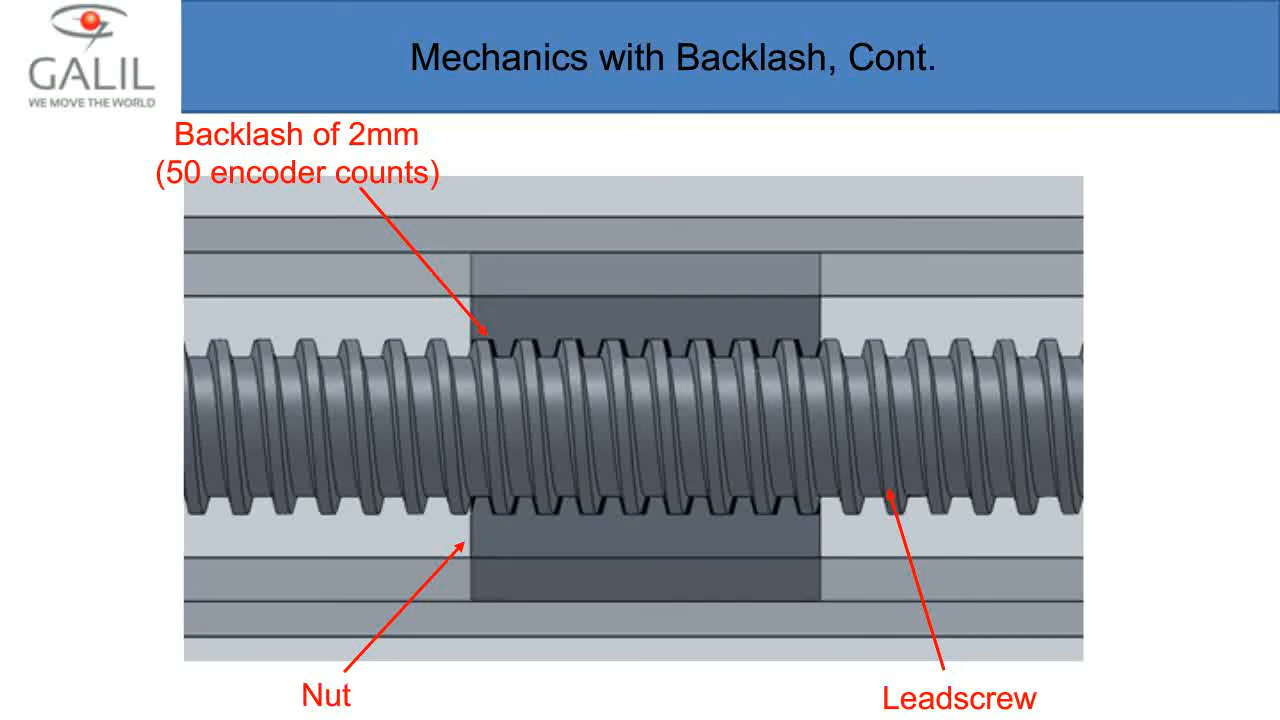 GALIL
WE MOVE THE WORLD
Mechanics with Backlash, Cont.
Backlash of 2mm
(50 encoder counts)
Nut
Leadscrew